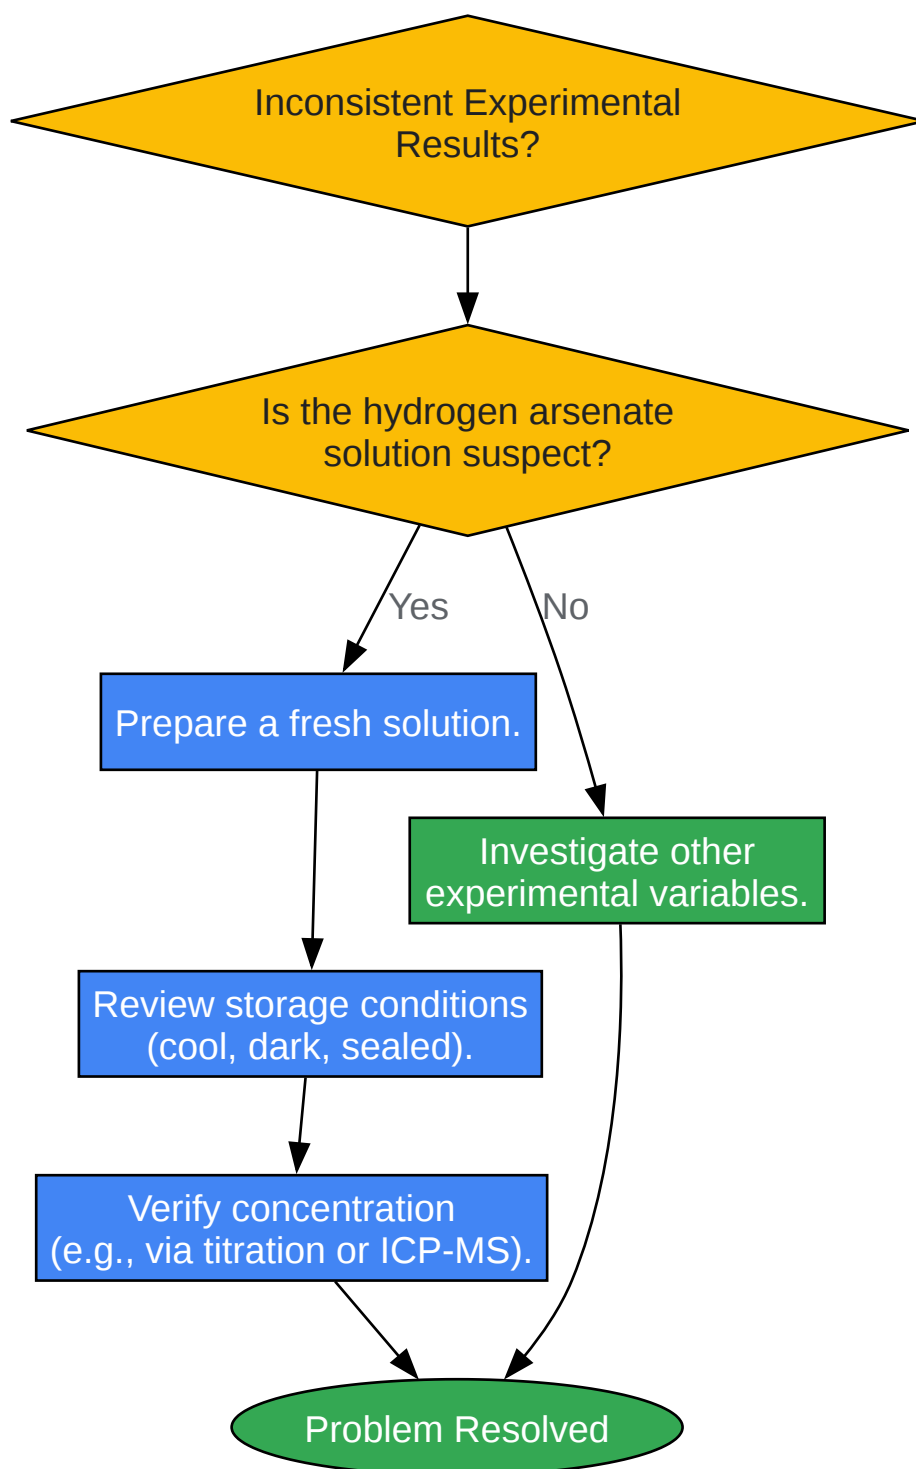 Inconsistent Experimental
Results?
Is the hydrogen arsenate
solution suspect?
Yes
No
Prepare a fresh solution.
Investigate other
experimental variables.
Review storage conditions
(cool, dark, sealed).
Verify concentration
(e.g., via titration or ICP-MS).
Problem Resolved